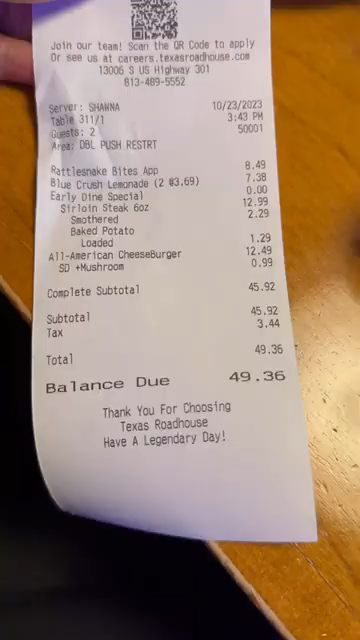 Join our team! Scan the QR Code to apply
Or see us at careers.texasroadhouse.com
13006 S US Highway 301
813-489-5552
Server: SHAWNA 10/23/2023
Table 311/1 3:43 PM
Guests: 2 50001
Area: DBL PUSH RESTRT
Rattlesnake Bites App 8.49
Blue Crush Lemonade (2 @3.69) 7.38
Early Dine Special 0.00
Sirloin Steak 6oz 12.99
Smothered 2.29
Baked Potato
Loaded 1.29
All-American CheeseBurger 12.49
SD +Mushroom 0.99
Complete Subtotal 45.92
Subtotal 45.92
Tax 3.44
Total 49.36
Balance Due 49.36
Thank You For Choosing
Texas Roadhouse
Have A Legendary Day!